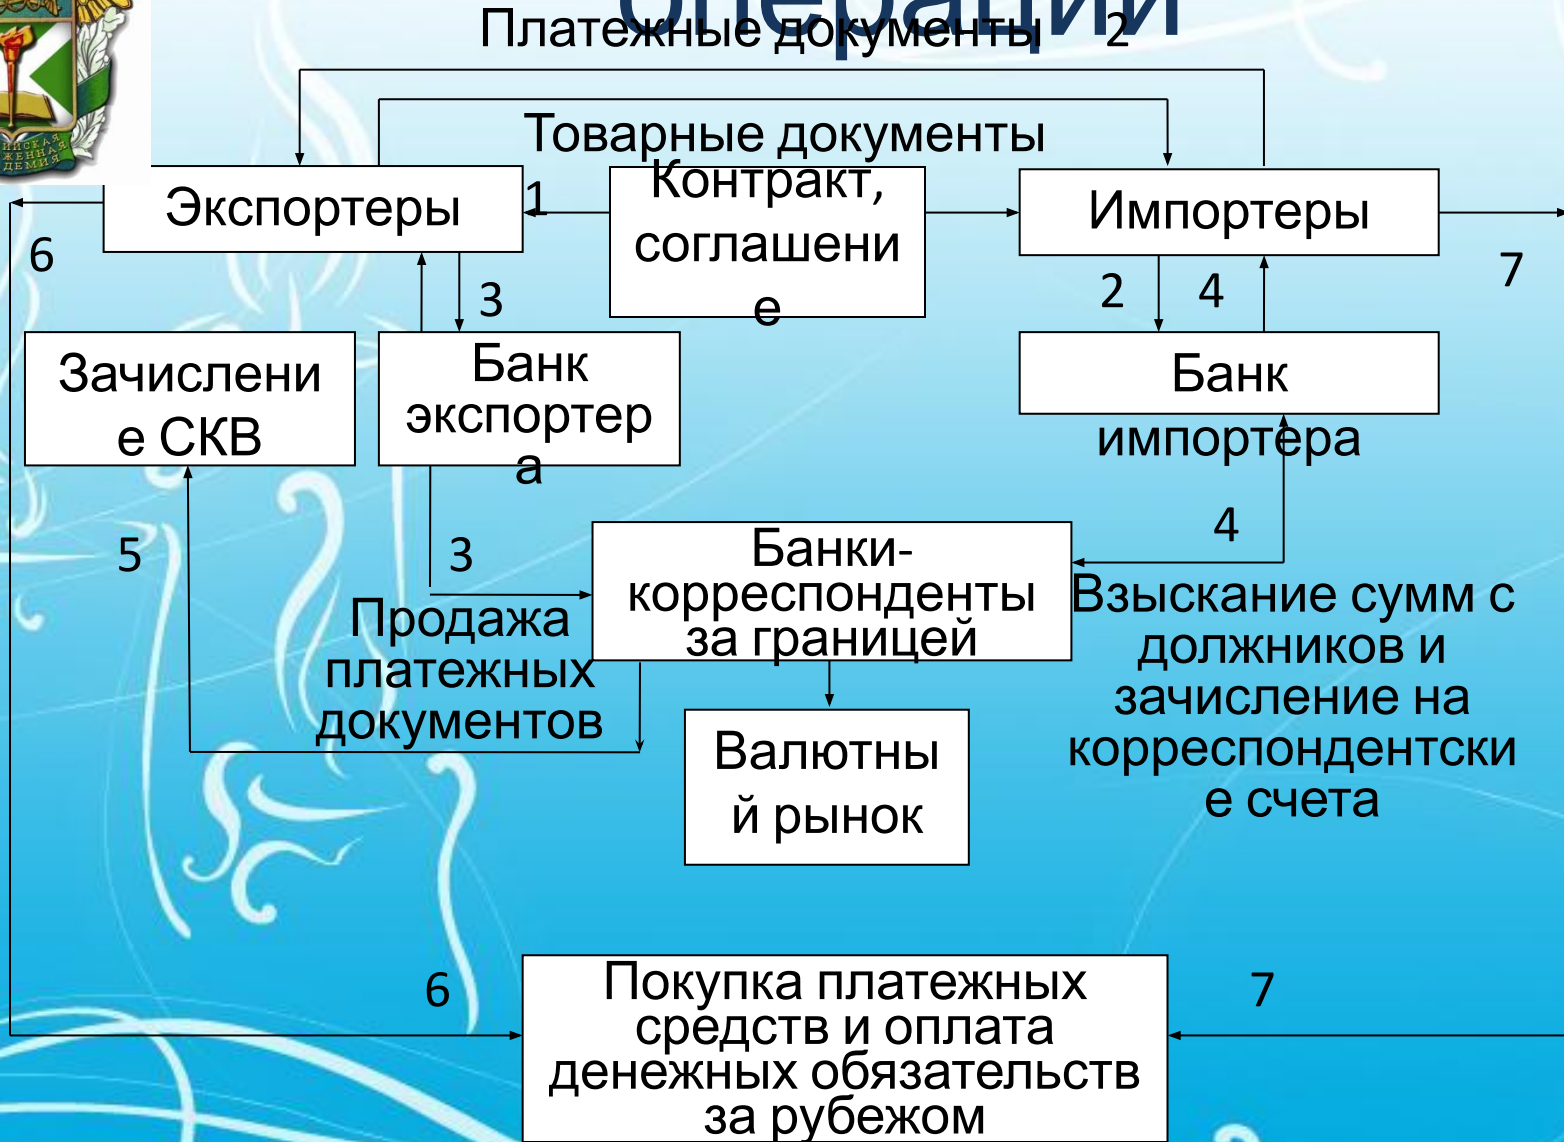 операции
Платежные документы 2
Товарные документы
Экспортеры
1
Контракт,
соглашени
е
Импортеры
6
3
2
4
7
Зачислени
е СКВ
Банк
экспортер
а
Банк
импортера
5
3
4
Банки-
корреспонденты
за границей
Продажа
платежных
документов
Взыскание сумм с
должников и
зачисление на
корреспондентски
е счета
Валютны
й рынок
6
7
Покупка платежных
средств и оплата
денежных обязательств
за рубежом